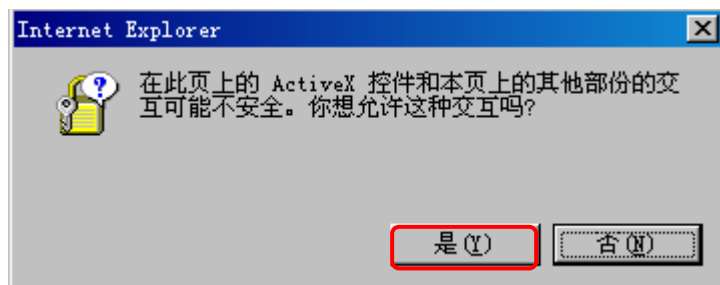 Internet Explorer
在此页上的 ActiveX 控件和本页上的其他部份的交
互可能不安全。你想允许这种交互吗?
是(Y) 否(N)